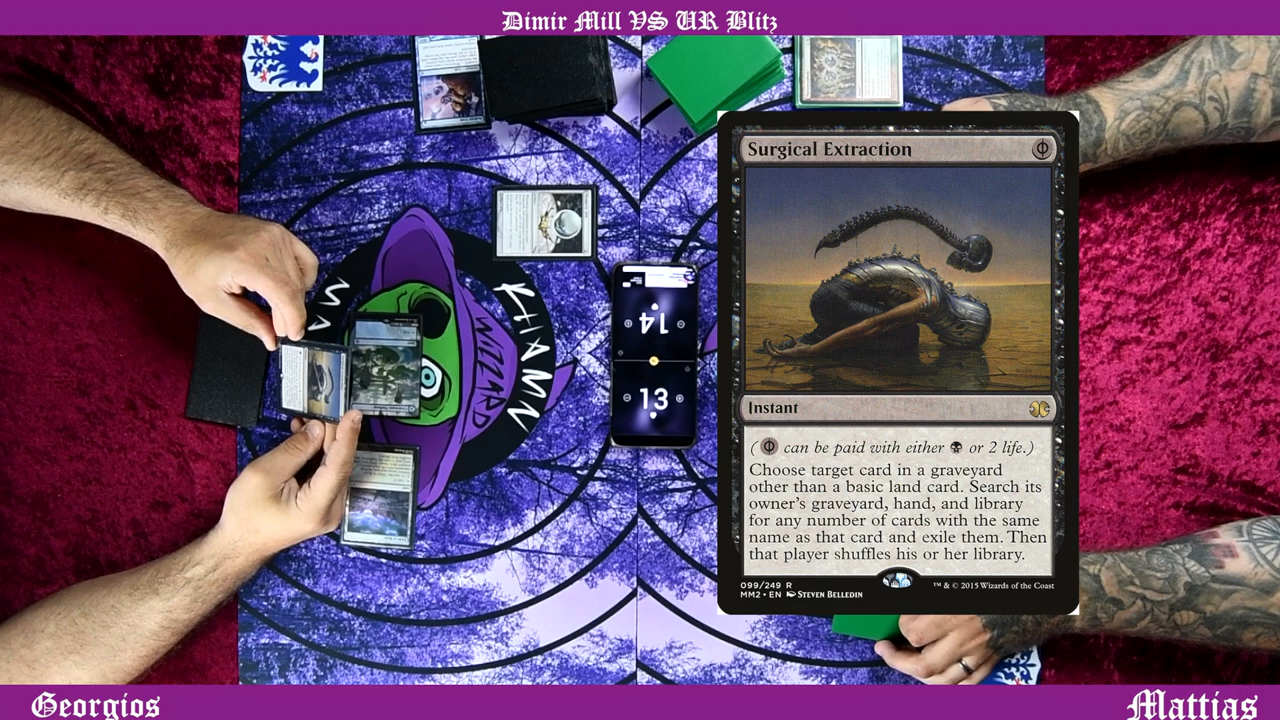 Dimir Mill VS UR Blitz
Surgical Extraction
Instant
( can be paid with either or 2 life.)
Choose target card in a graveyard
other than a basic land card. Search its
owner's graveyard, hand, and library
for any number of cards with the same
name as that card and exile them. Then
that player shuffles his or her library.
099/249 R
MM2 • EN STEVEN BELLEDIN
™ & © 2015 Wizards of the Coast
14
13
MA
KHAMN
WIZZARDS
Georgios
Mattias